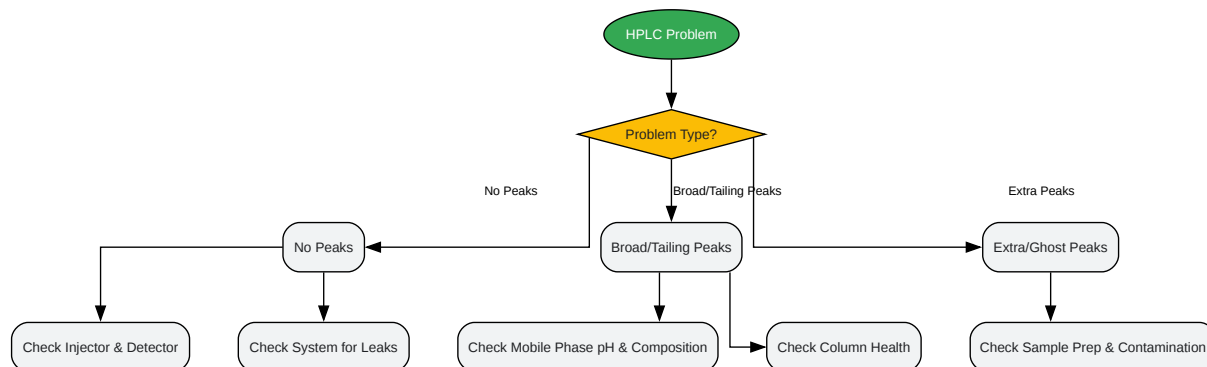 HPLC Problem
Problem Type?
No Peaks
Broad/Tailing Peaks
Extra Peaks
No Peaks
Broad/Tailing Peaks
Extra/Ghost Peaks
Check Injector & Detector
Check System for Leaks
Check Mobile Phase pH & Composition
Check Column Health
Check Sample Prep & Contamination